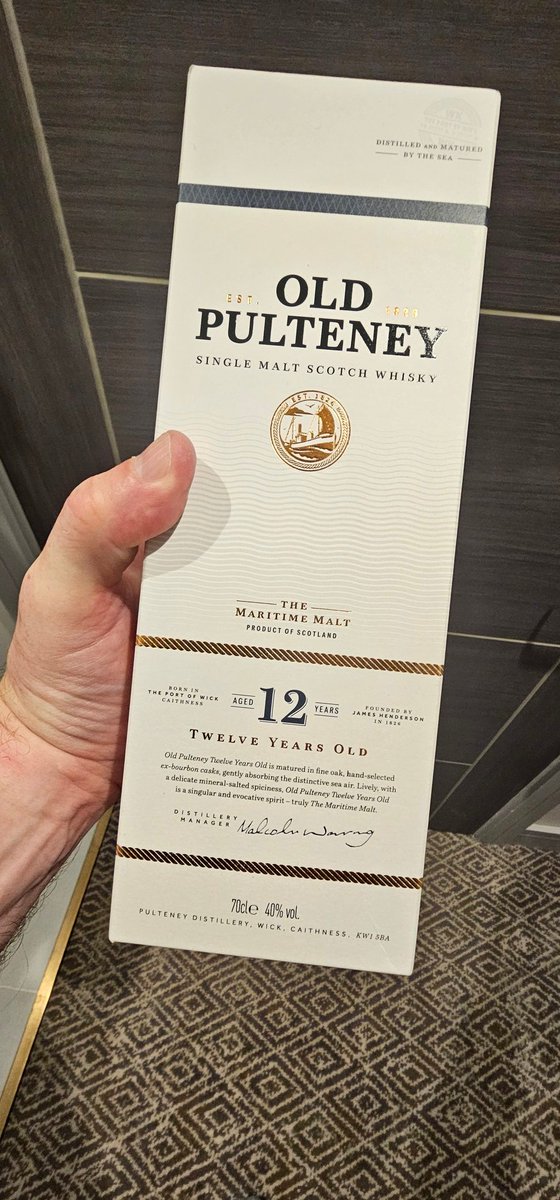 DISTILLED AND MATURED
BY THE SEA
OLD
EST. 1826
PULTENEY
SINGLE MALT SCOTCH WHISKY
EST. 1826
THE
MARITIME MALT
PRODUCT OF SCOTLAND
BORN IN
THE PORT OF WICK
CAITHNESS
AGED 12 YEARS
FOUNDED BY
JAMES HENDERSON
IN 1826
TWELVE YEARS OLD
Old Pulteney Twelve Years Old is matured in fine oak, hand-selected
ex-bourbon casks, gently absorbing the distinctive sea air. Lively, with
a delicate mineral-salted spiciness, Old Pulteney Twelve Years Old
is a singular and evocative spirit – truly The Maritime Malt.
DISTILLERY
MANAGER
Malcolm Waring
70cl e 40% vol.
PULTENEY DISTILLERY, WICK, CAITHNESS, KW1 5BA